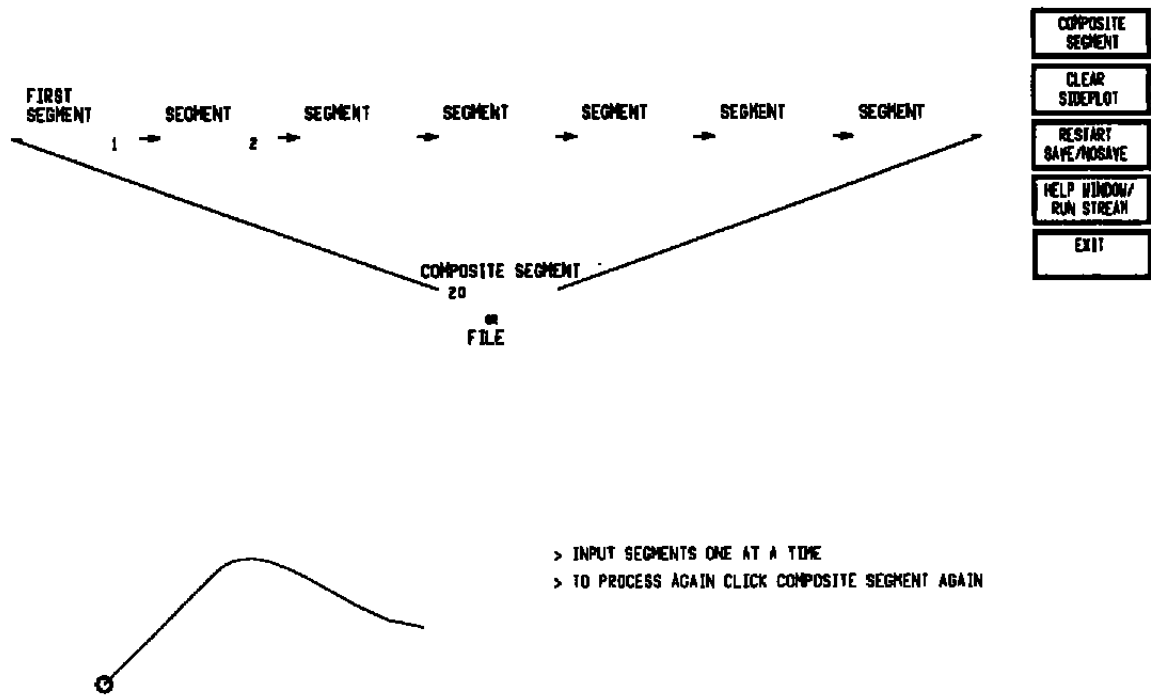 COMPOSITE
SEGMENT
CLEAR
SIDEPLOT
RESTART
SAVE/NOSAVE
HELP WINDOW/
RUN STREAM
EXIT
FIRST
SEGMENT
1
SEGMENT
2
SEGMENT
SEGMENT
SEGMENT
SEGMENT
SEGMENT
COMPOSITE SEGMENT
20
OR
FILE
> INPUT SEGMENTS ONE AT A TIME
> TO PROCESS AGAIN CLICK COMPOSITE SEGMENT AGAIN